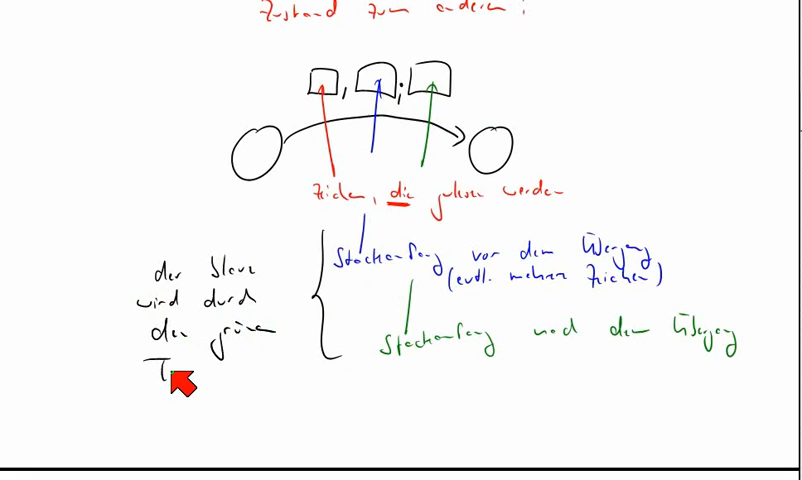 Zustand zum anderen:
, ;
Zeichen, die gelesen werden
Stackanfang vor dem Übergang
(evtl. mehrere Zeichen)
Stackanfang nach dem Übergang
der blaue
wird durch
den grünen
T